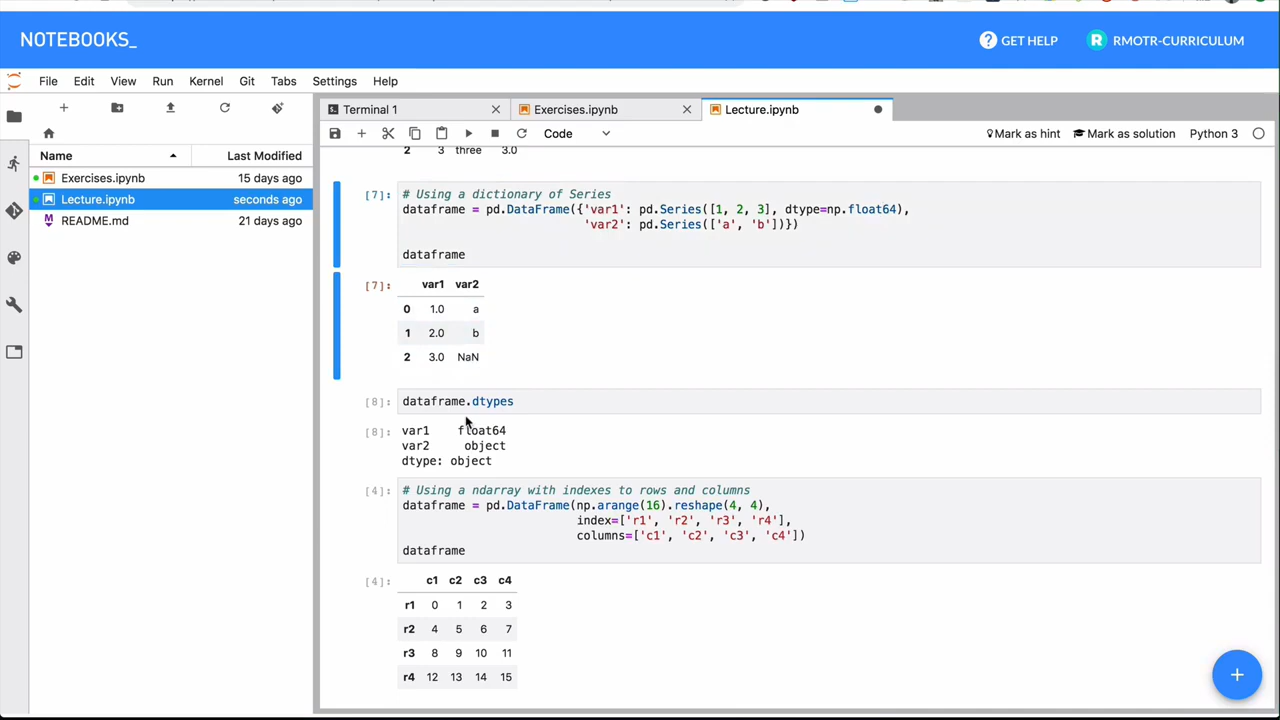 NOTEBOOKS_
? GET HELP
R RMOTR-CURRICULUM
File Edit View Run Kernel Git Tabs Settings Help
Terminal 1
Exercises.ipynb
Lecture.ipynb
Code
Mark as hint
Mark as solution
Python 3
Name Last Modified
Exercises.ipynb 15 days ago
Lecture.ipynb seconds ago
README.md 21 days ago
2 3 three 3.0
[7]: # Using a dictionary of Series
dataframe = pd.DataFrame({'var1': pd.Series([1, 2, 3], dtype=np.float64),
'var2': pd.Series(['a', 'b'])})
dataframe
[7]: var1 var2
0 1.0 a
1 2.0 b
2 3.0 NaN
[8]: dataframe.dtypes
[8]: var1 float64
var2 object
dtype: object
[4]: # Using a ndarray with indexes to rows and columns
dataframe = pd.DataFrame(np.arange(16).reshape(4, 4),
index=['r1', 'r2', 'r3', 'r4'],
columns=['c1', 'c2', 'c3', 'c4'])
dataframe
[4]: c1 c2 c3 c4
r1 0 1 2 3
r2 4 5 6 7
r3 8 9 10 11
r4 12 13 14 15